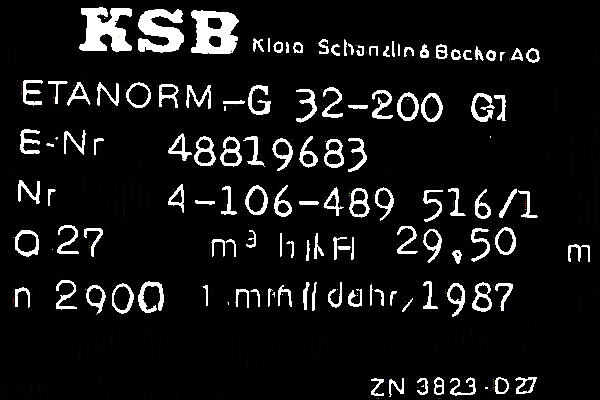 KSB Klein Schanzlin & Becker AG
ETANORM-G 32-200 G1
E-Nr 48819683
Nr 4-106-489 516/1
Q 27 m³/h H 29,50 m
n 2900 1/min Jahr 1987
ZN 3823-D27